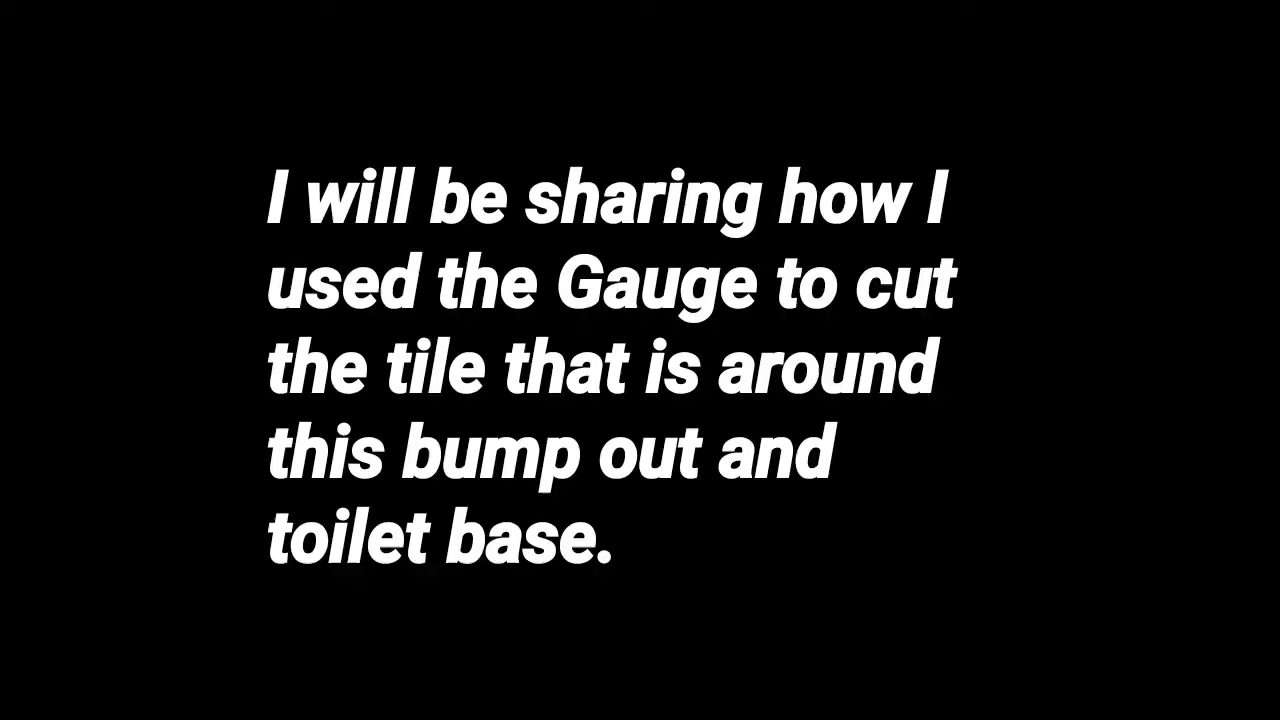 I will be sharing how I
used the Gauge to cut
the tile that is around
this bump out and
toilet base.